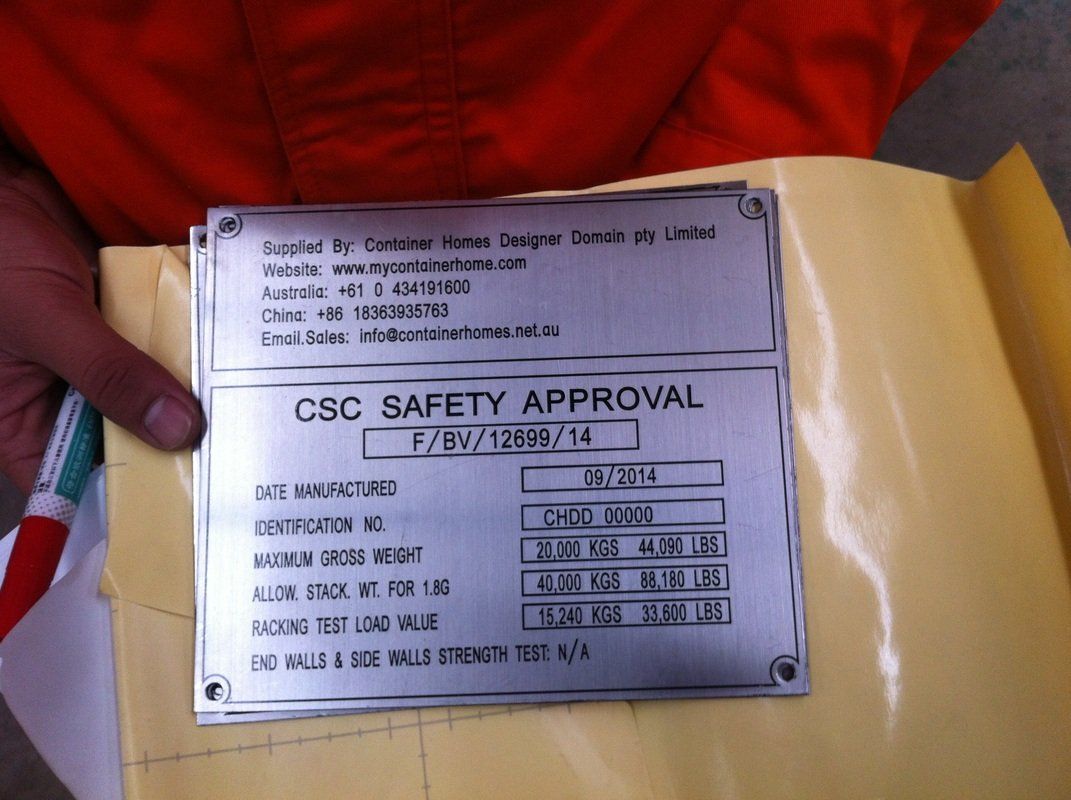 Supplied By: Container Homes Designer Domain pty Limited
Website: www.mycontainerhome.com
Australia: +61 0 434191600
China: +86 18363935763
Email.Sales: info@containerhomes.net.au
CSC SAFETY APPROVAL
F/BV/12699/14
DATE MANUFACTURED 09/2014
IDENTIFICATION NO. CHDD 00000
MAXIMUM GROSS WEIGHT 20,000 KGS 44,090 LBS
ALLOW. STACK. WT. FOR 1.8G 40,000 KGS 88,180 LBS
RACKING TEST LOAD VALUE 15,240 KGS 33,600 LBS
END WALLS & SIDE WALLS STRENGTH TEST: N/A